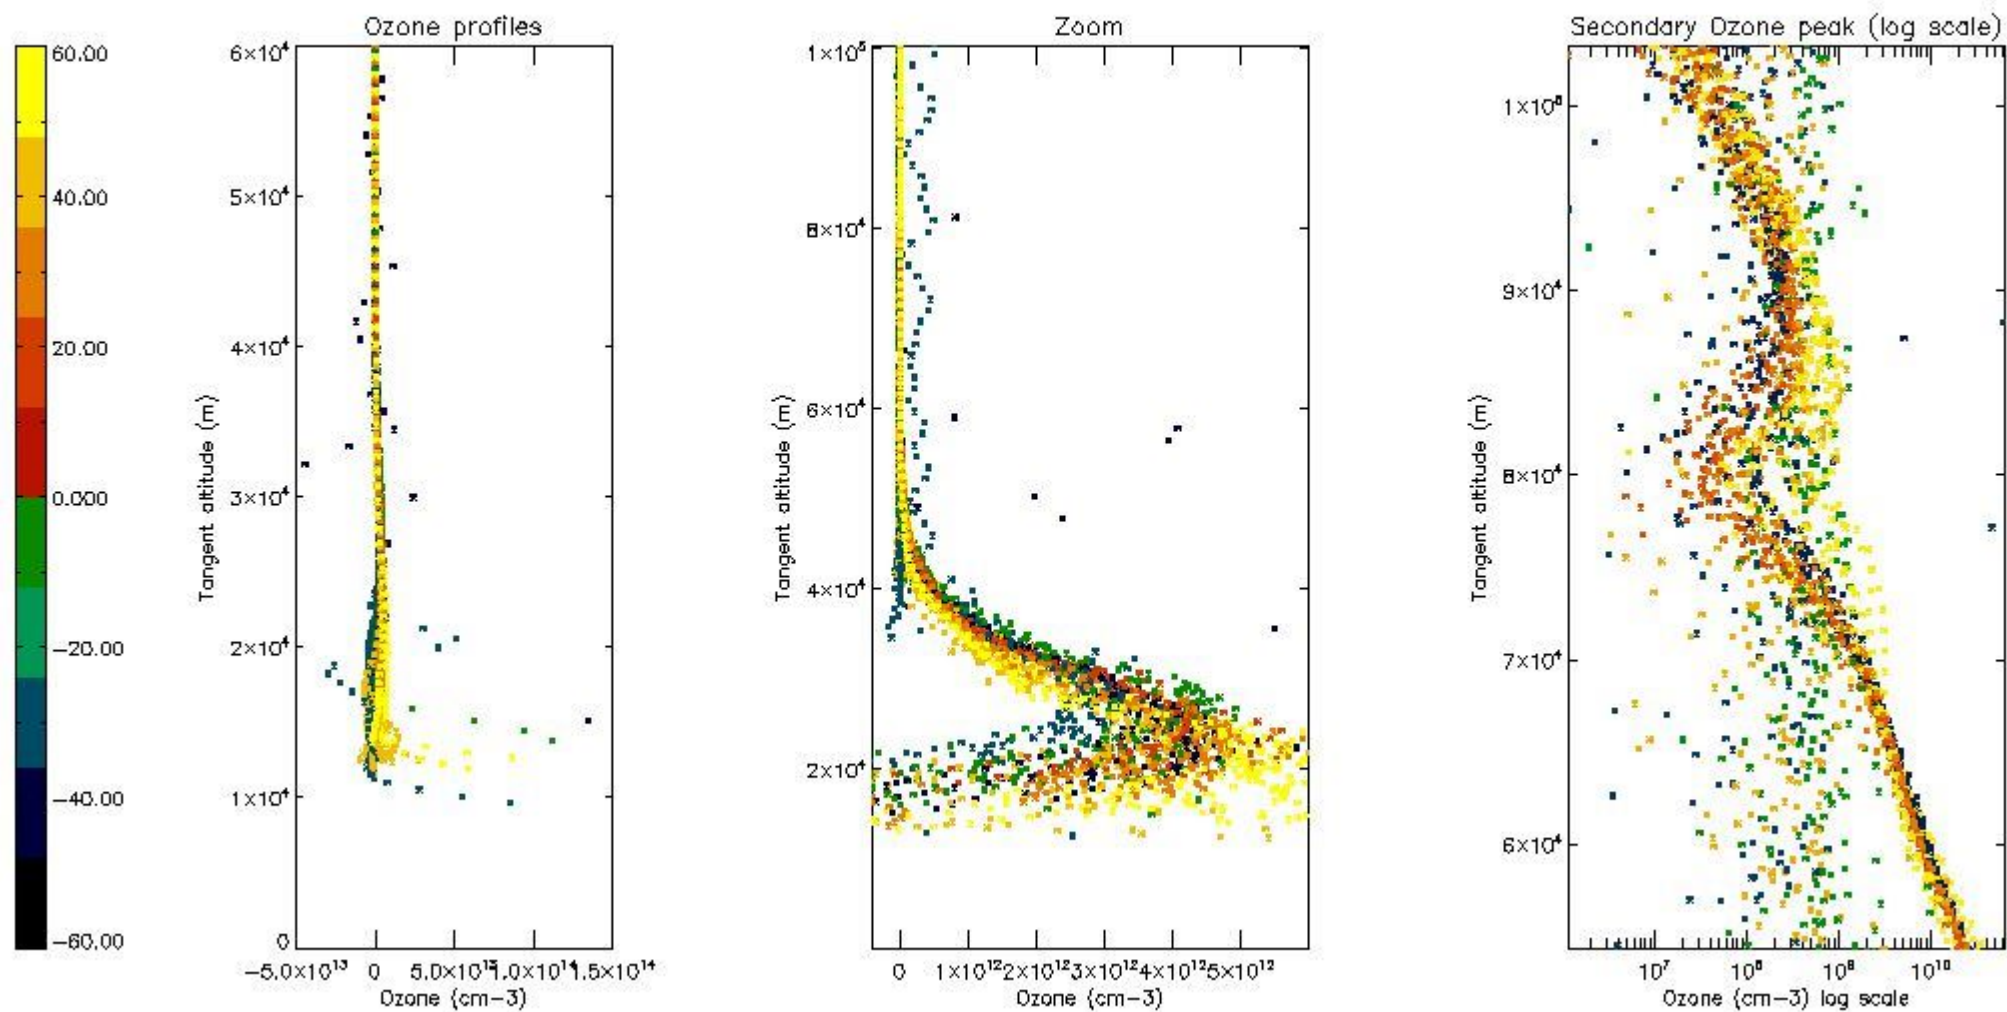 Ozone profiles
60.00
40.00
20.00
0.000
−20.00
−40.00
−60.00
6×10⁴
5×10⁴
4×10⁴
3×10⁴
2×10⁴
1×10⁴
0
Tangent altitude (m)
−5.0×10¹³ 0 5.0×10¹³ 1.0×10¹⁴ 1.5×10¹⁴
Ozone (cm−3)
Zoom
1×10⁵
8×10⁴
6×10⁴
4×10⁴
2×10⁴
Tangent altitude (m)
0 1×10¹² 2×10¹² 3×10¹² 4×10¹² 5×10¹²
Ozone (cm−3)
Secondary Ozone peak (log scale)
1×10⁵
9×10⁴
8×10⁴
7×10⁴
6×10⁴
Tangent altitude (m)
10⁷ 10⁸ 10⁹ 10¹⁰
Ozone (cm−3) log scale